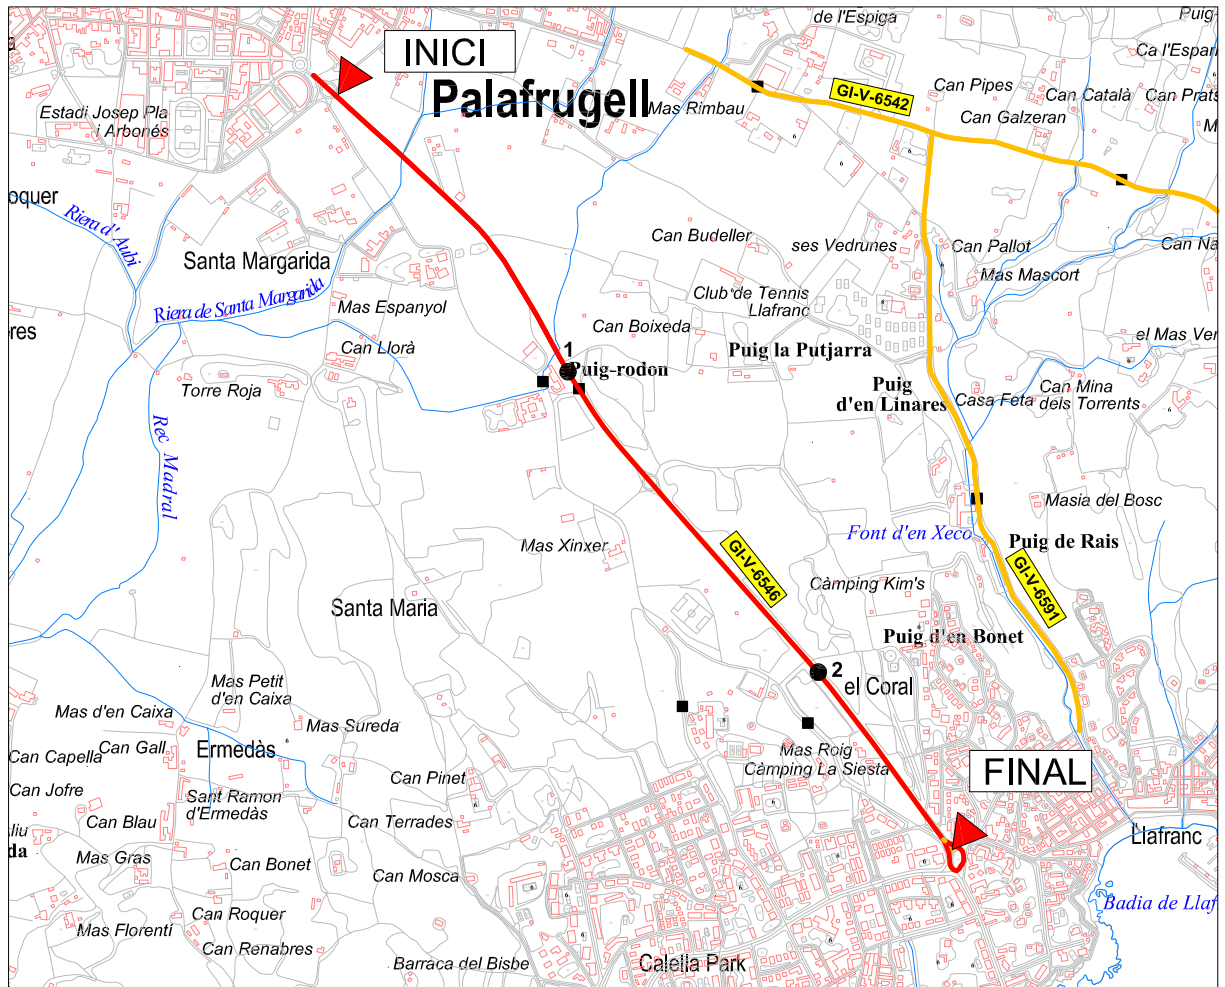 de l'Espiga
Puig-
INICI
Ca l'Espar
Palafrugell
Can Pipes
GI-V-6542
Can Català
Can Prats
Mas Rimbau
Estadi Josep Pla
i Arbonés
Can Galzeran
M
oquer
Riera d' Aubi
Can Budeller
ses Vedrunes
Can Pallot
Can Na
Santa Margarida
Mas Mascort
Riera de Santa Margarida
Mas Espanyol
Club de Tennis
Llafranc
Can Boixeda
eres
el Mas Ver
Can Llorà
1
Puig la Putjarra
Puig-rodon
Torre Roja
Puig
d'en Linares
Casa Feta
Can Mina
dels Torrents
Rec Madral
Masia del Bosc
Font d'en Xeco
Puig de Rais
Mas Xinxer
GI-V-6546
GI-V-6591
Càmping Kim's
Santa Maria
Puig d'en Bonet
2
el Coral
Mas Petit
d'en Caixa
Mas d'en Caixa
Mas Sureda
Can Gall
Can Capella
Ermedàs
Mas Roig
Càmping La Siesta
FINAL
Can Pinet
Can Jofre
Sant Ramon
d'Ermedàs
Can Blau
Can Terrades
liu
da
Llafranc
Mas Gras
Can Bonet
Can Mosca
Badia de Llaf
Can Roquer
Mas Florentí
Can Renabres
Barraca del Bisbe
Calella Park